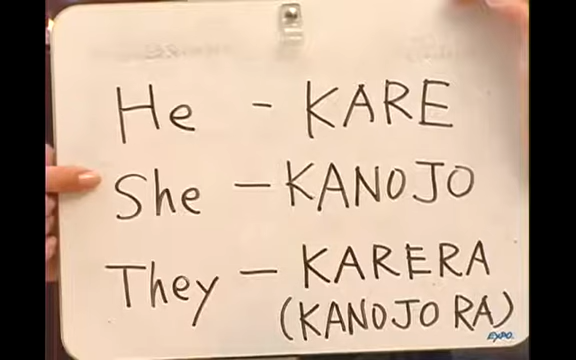 He - KARE
She - KANOJO
They - KARERA
(KANOJO RA)
EXPO